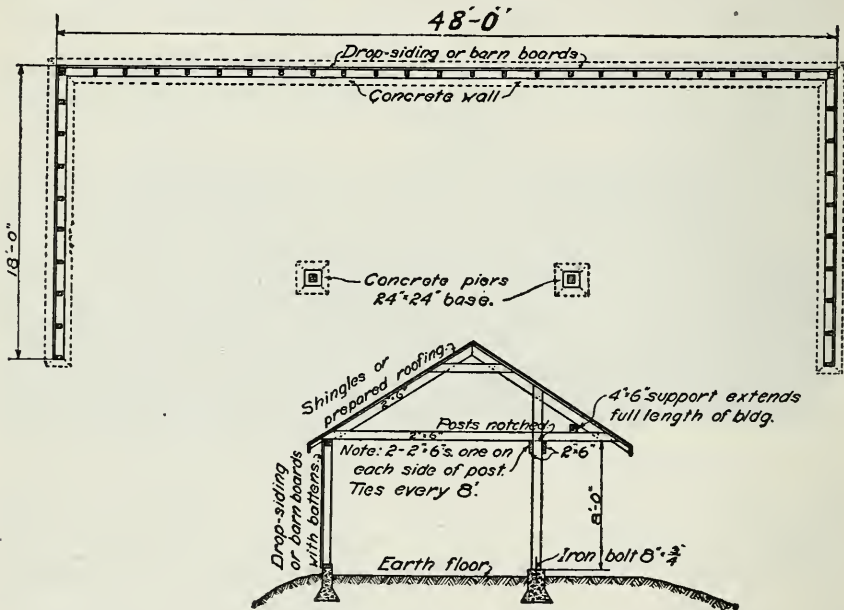 48'-0"
Drop-siding or barn boards
Concrete wall
18'-0"
Concrete piers
24"×24" base.
Shingles or
prepared roofing.
2"×6"
4"×6" support extends
full length of bldg.
Posts notched
2"×6"
Note: 2-2"×6"s. one on
each side of post.
Ties every 8'.
2"×6"
Drop-siding
or barn boards
with battens.
8'-0"
Iron bolt 8"×3/4"
Earth floor